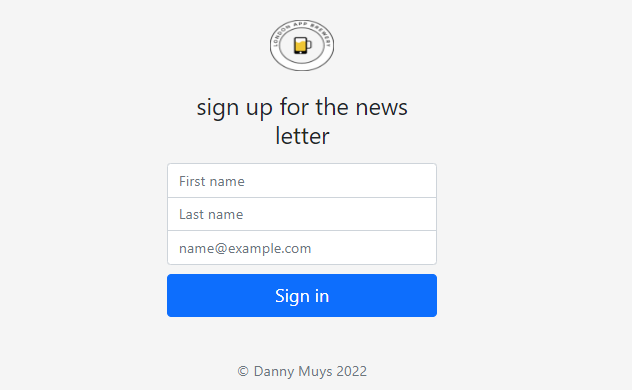 LONDON APP BREWERY
sign up for the news
letter
First name
Last name
name@example.com
Sign in
© Danny Muys 2022